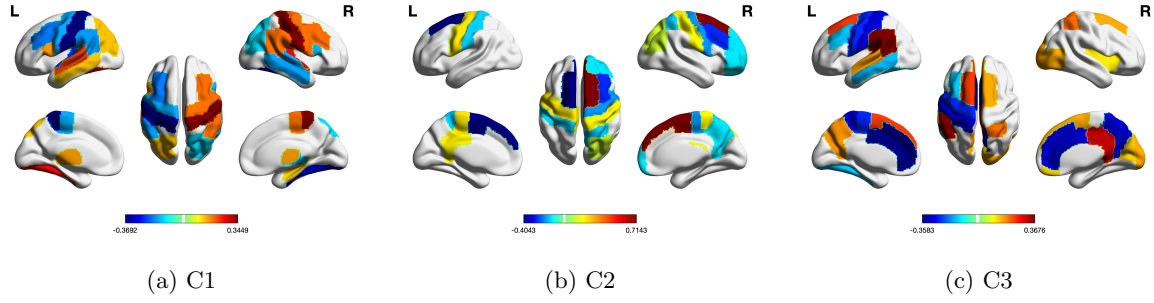 L R
-0.3692 0.3449
(a) C1
L R
-0.4043 0.7143
(b) C2
L R
-0.3583 0.3676
(c) C3